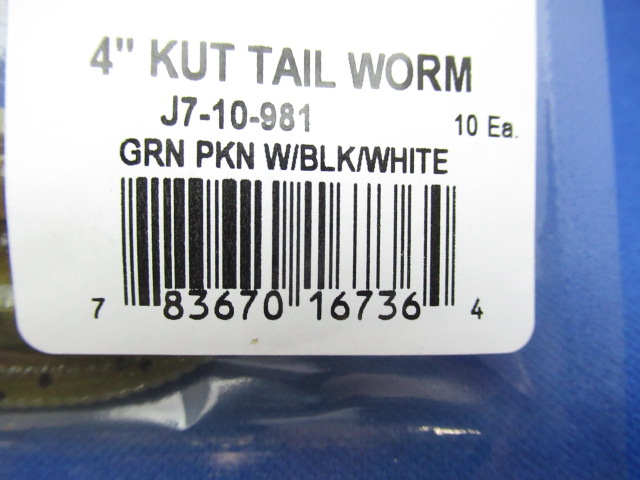 4" KUT TAIL WORM
J7-10-981 10 Ea.
GRN PKN W/BLK/WHITE
7 83670 16736 4